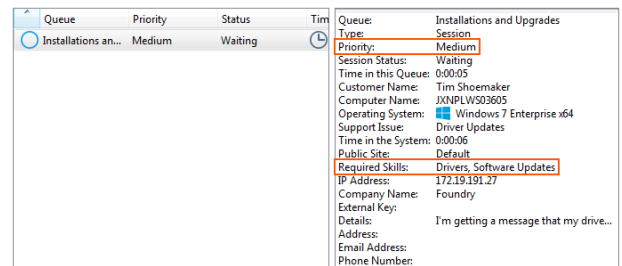 Queue Priority Status Tim
Installations an... Medium Waiting
Queue: Installations and Upgrades
Type: Session
Priority: Medium
Session Status: Waiting
Time in this Queue: 0:00:05
Customer Name: Tim Shoemaker
Computer Name: JXNPLWS03605
Operating System: Windows 7 Enterprise x64
Support Issue: Driver Updates
Time in the System: 0:00:06
Public Site: Default
Required Skills: Drivers, Software Updates
IP Address: 172.19.191.27
Company Name: Foundry
External Key:
Details: I'm getting a message that my drive...
Address:
Email Address:
Phone Number: